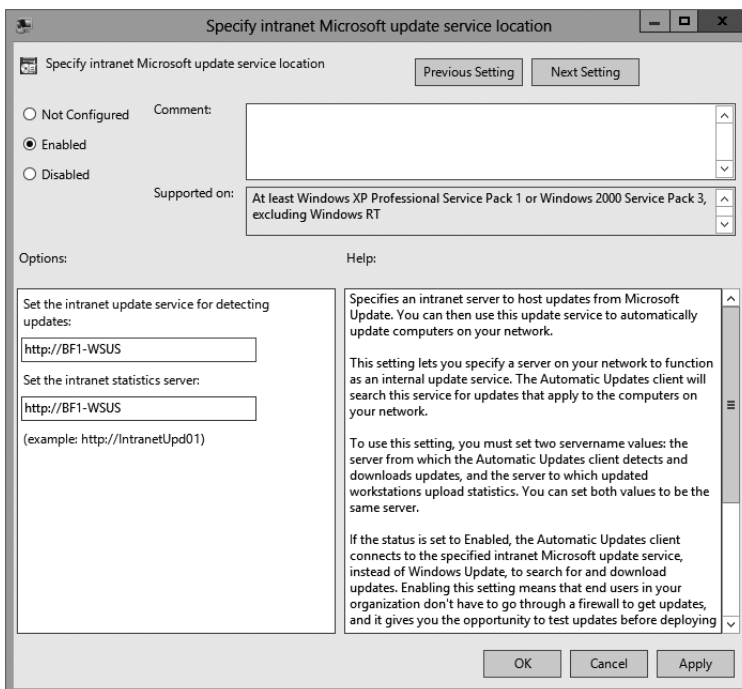 Specify intranet Microsoft update service location
Specify intranet Microsoft update service location
Previous Setting
Next Setting
Not Configured
Comment:
Enabled
Disabled
Supported on:
At least Windows XP Professional Service Pack 1 or Windows 2000 Service Pack 3,
excluding Windows RT
Options:
Help:
Set the intranet update service for detecting
updates:
http://BF1-WSUS
Set the intranet statistics server:
http://BF1-WSUS
(example: http://IntranetUpd01)
Specifies an intranet server to host updates from Microsoft
Update. You can then use this update service to automatically
update computers on your network.
This setting lets you specify a server on your network to function
as an internal update service. The Automatic Updates client will
search this service for updates that apply to the computers on
your network.
To use this setting, you must set two servername values: the
server from which the Automatic Updates client detects and
downloads updates, and the server to which updated
workstations upload statistics. You can set both values to be the
same server.
If the status is set to Enabled, the Automatic Updates client
connects to the specified intranet Microsoft update service,
instead of Windows Update, to search for and download
updates. Enabling this setting means that end users in your
organization don't have to go through a firewall to get updates,
and it gives you the opportunity to test updates before deploying
OK
Cancel
Apply